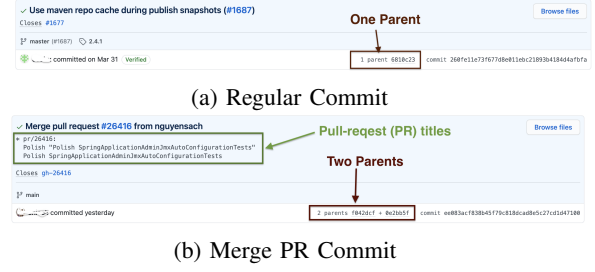 ✓ Use maven repo cache during publish snapshots (#1687)
Browse files
One Parent
Closes #1677
master (#1687) 2.4.1
committed on Mar 31 Verified
1 parent 6810c23 commit 260fe11e73f677d8e011ebc21893b4184d4afbfa
(a) Regular Commit
✓ Merge pull reqest #26416 from nguyensach
Browse files
* pr/26416:
Polish "Polish SpringApplicationAdminJmxAutoConfigurationTests"
Polish SpringApplicationAdminJmxAutoConfigurationTests
Pull-reqest (PR) titles
Two Parents
Closes gh-26416
main
committed yesterday
2 parents f042dcf + 0e2bb5f commit ee083acf838b45f79c818dcad8e5c27cd1d47100
(b) Merge PR Commit